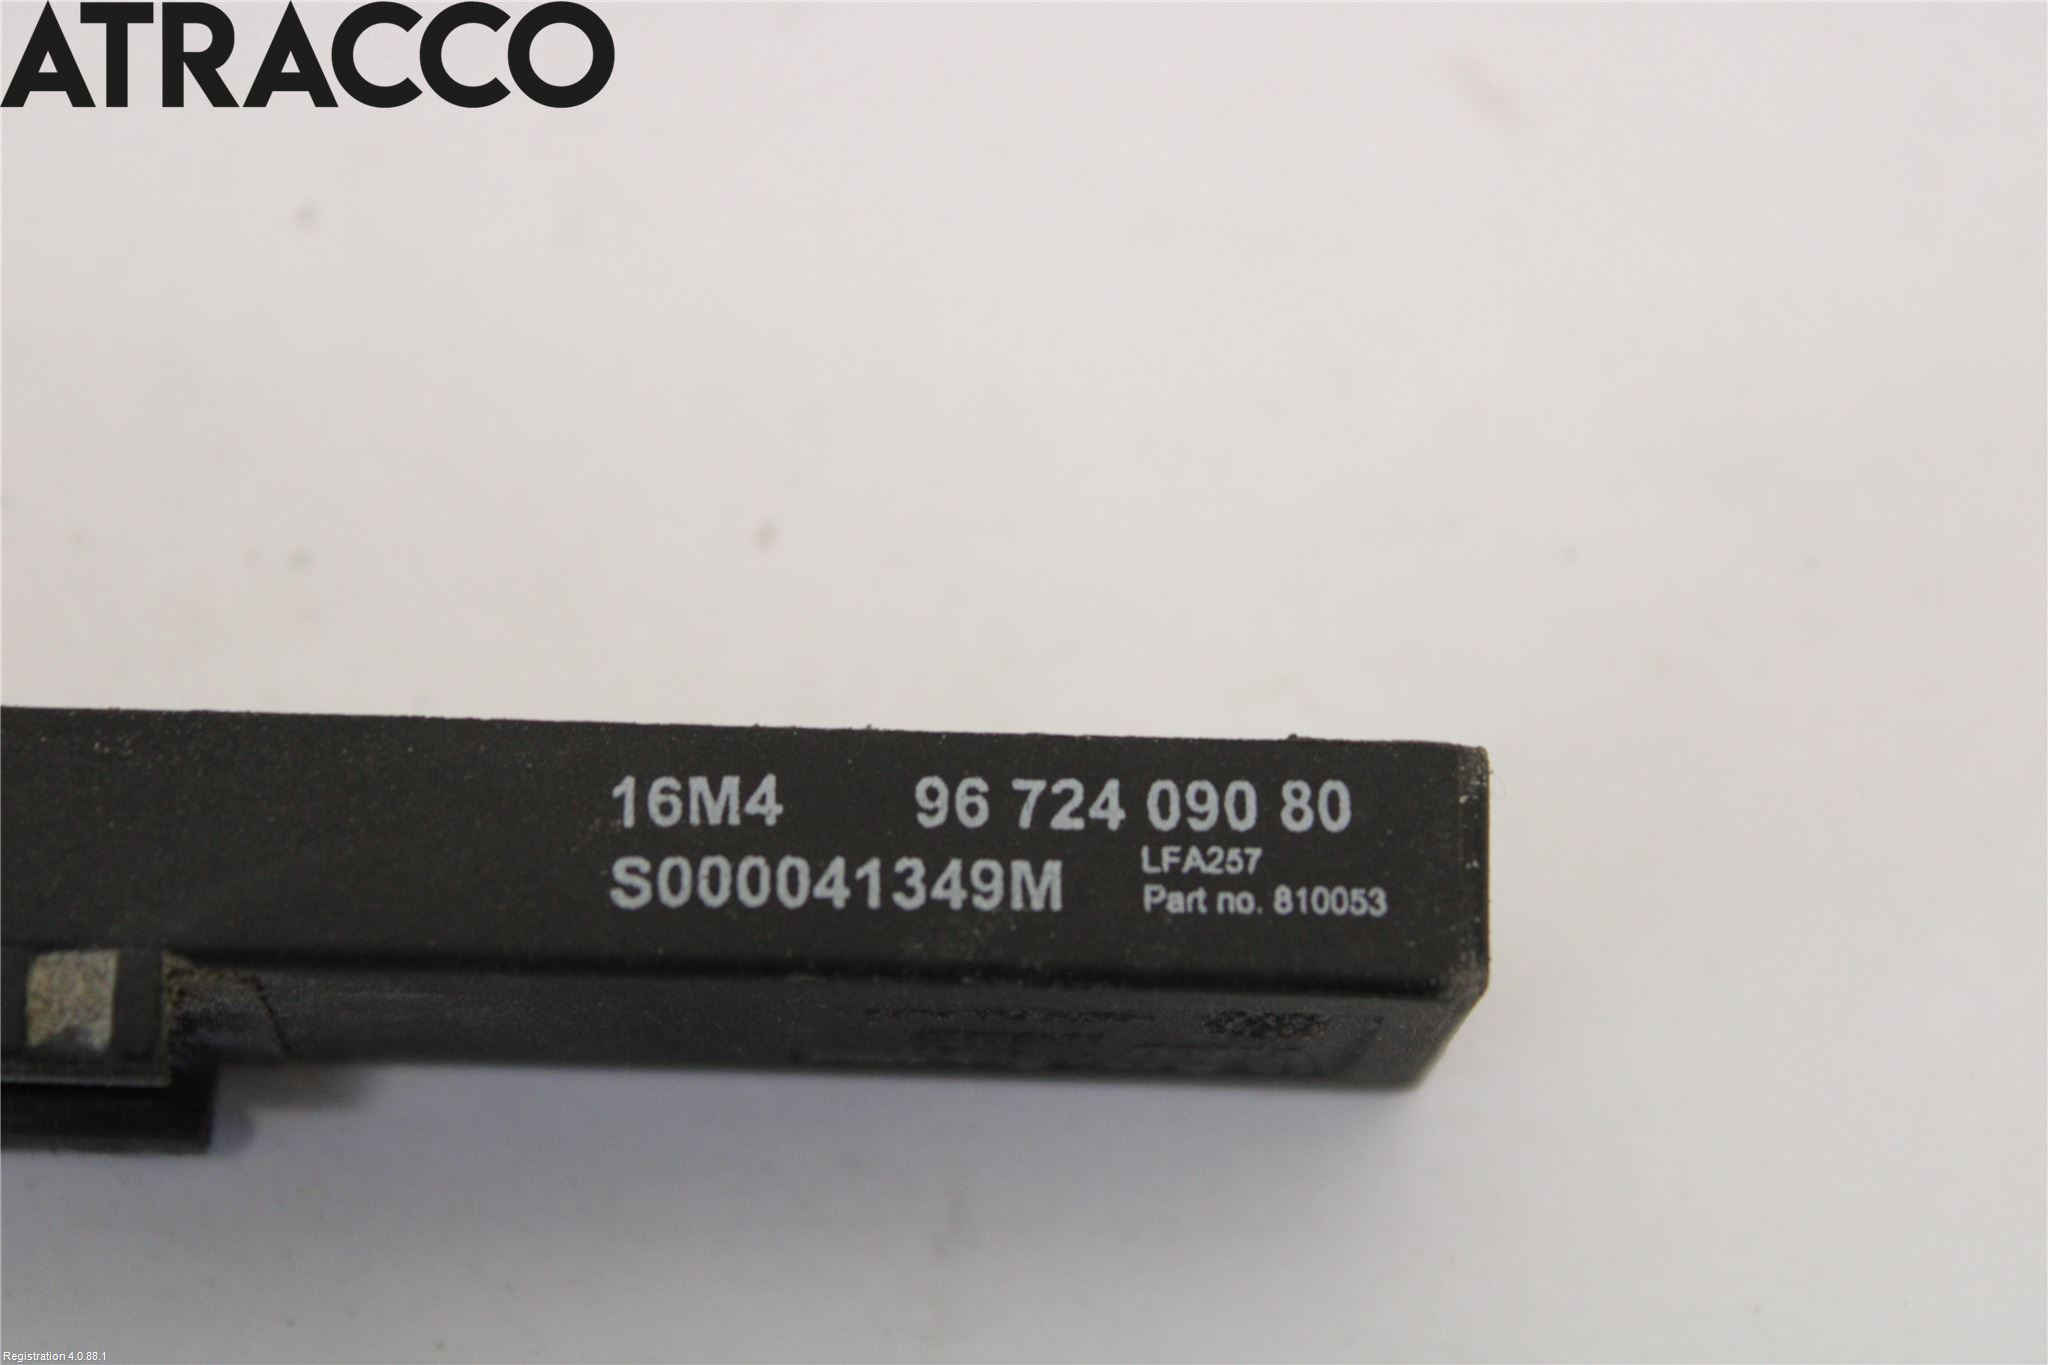 ATRACCO
16M4 96 724 090 80
S000041349M LFA257
Part no. 810053
Registration 4.0.88.1